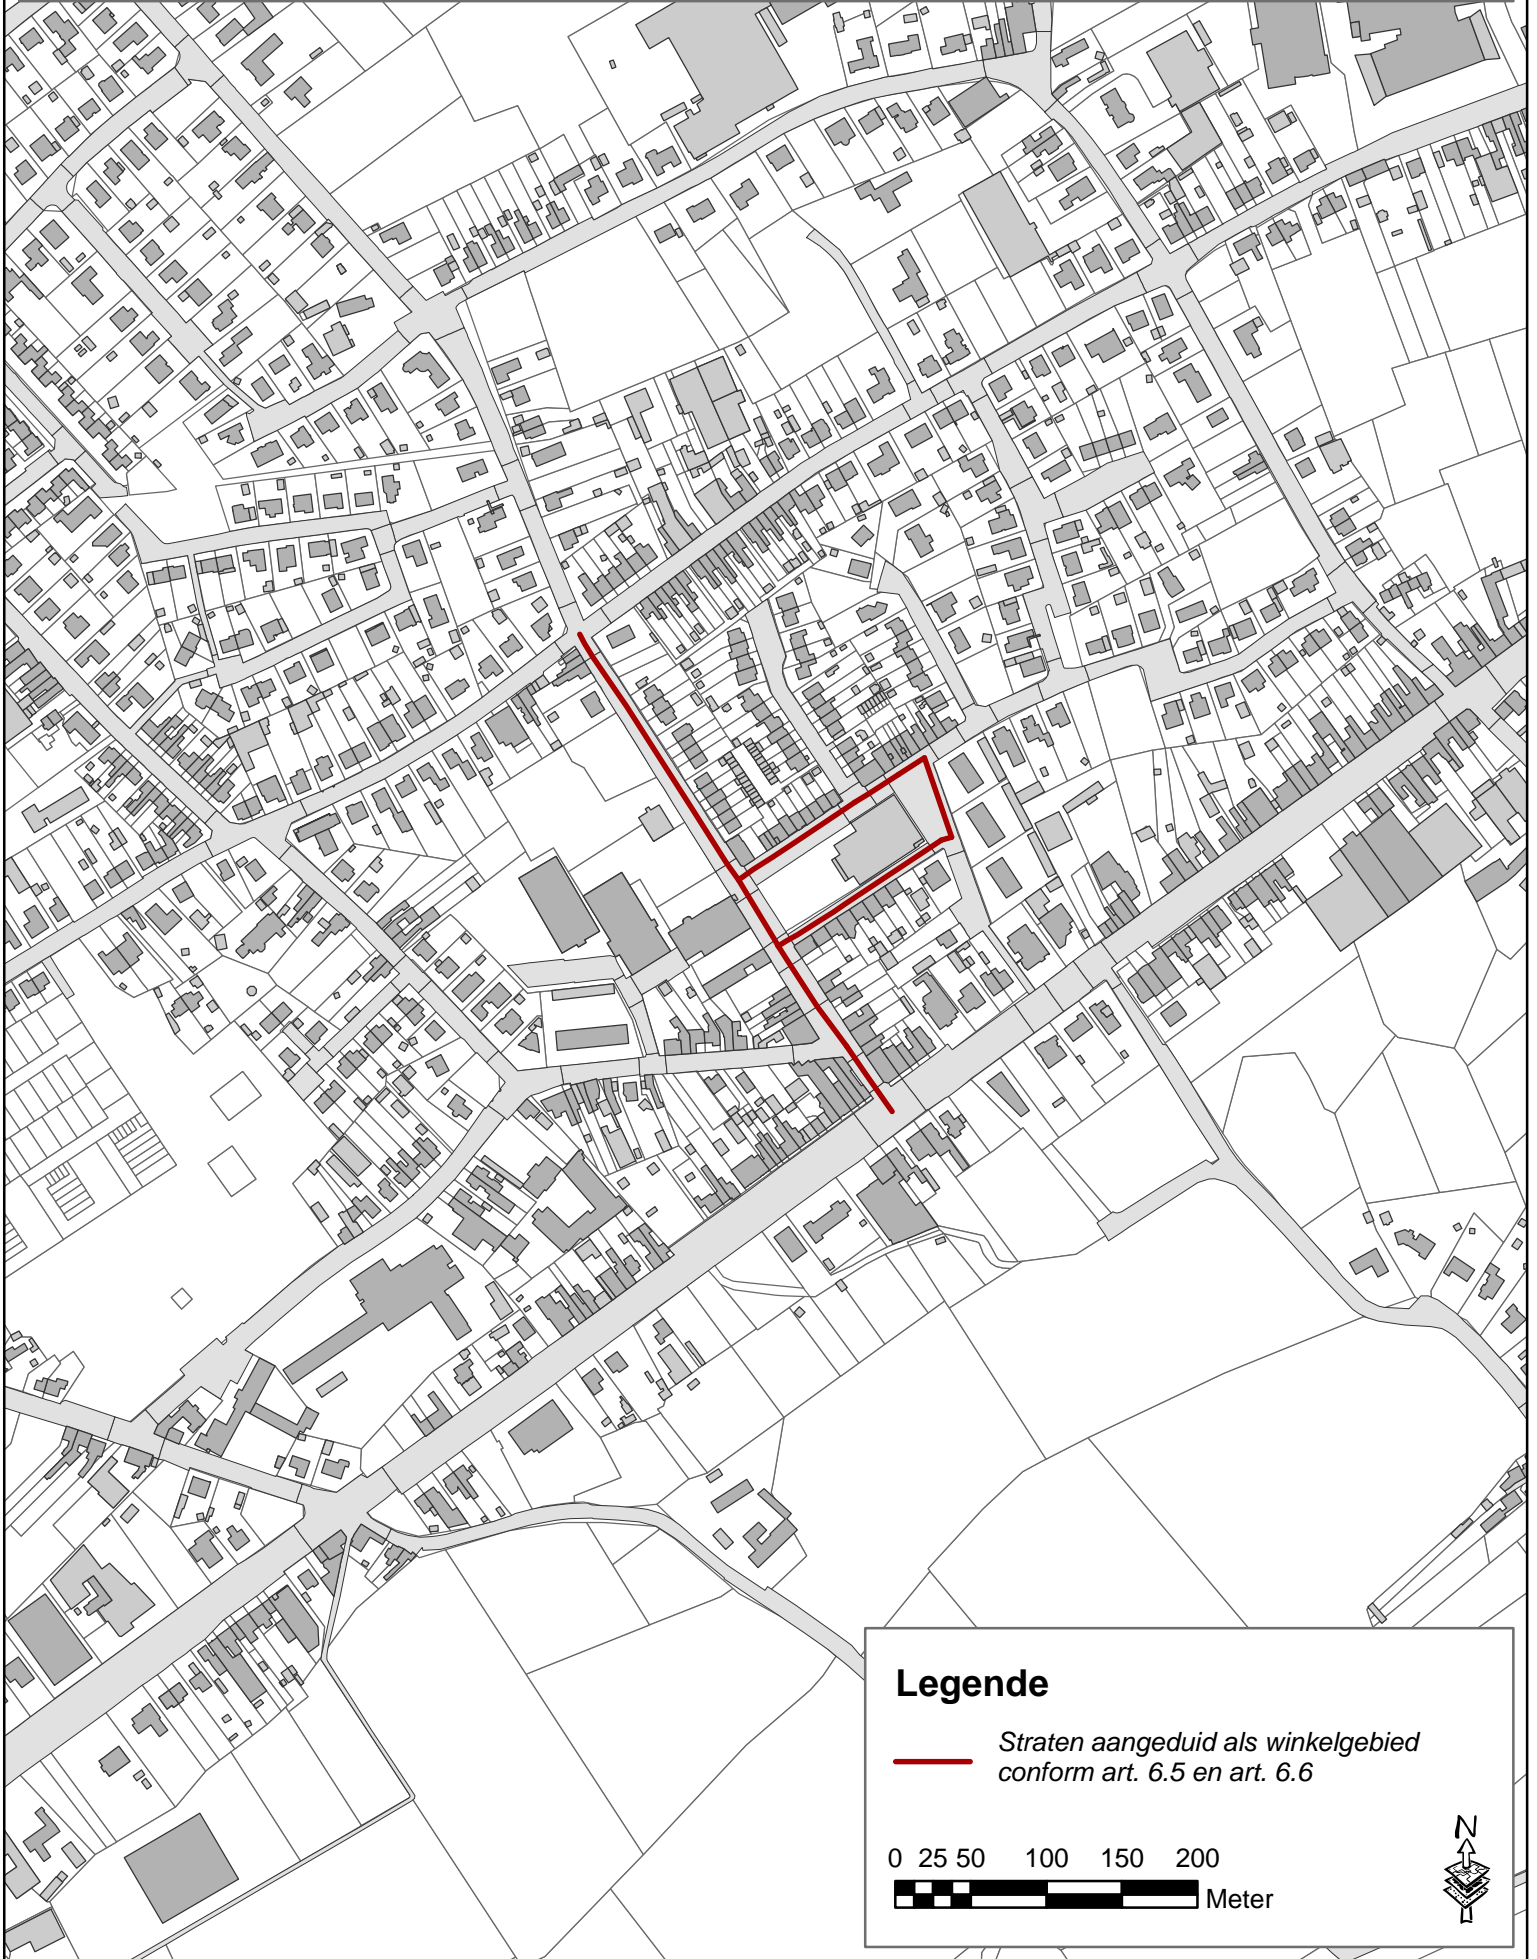 Legende
Straten aangeduid als winkelgebied
conform art. 6.5 en art. 6.6
N
0 25 50 100 150 200
Meter